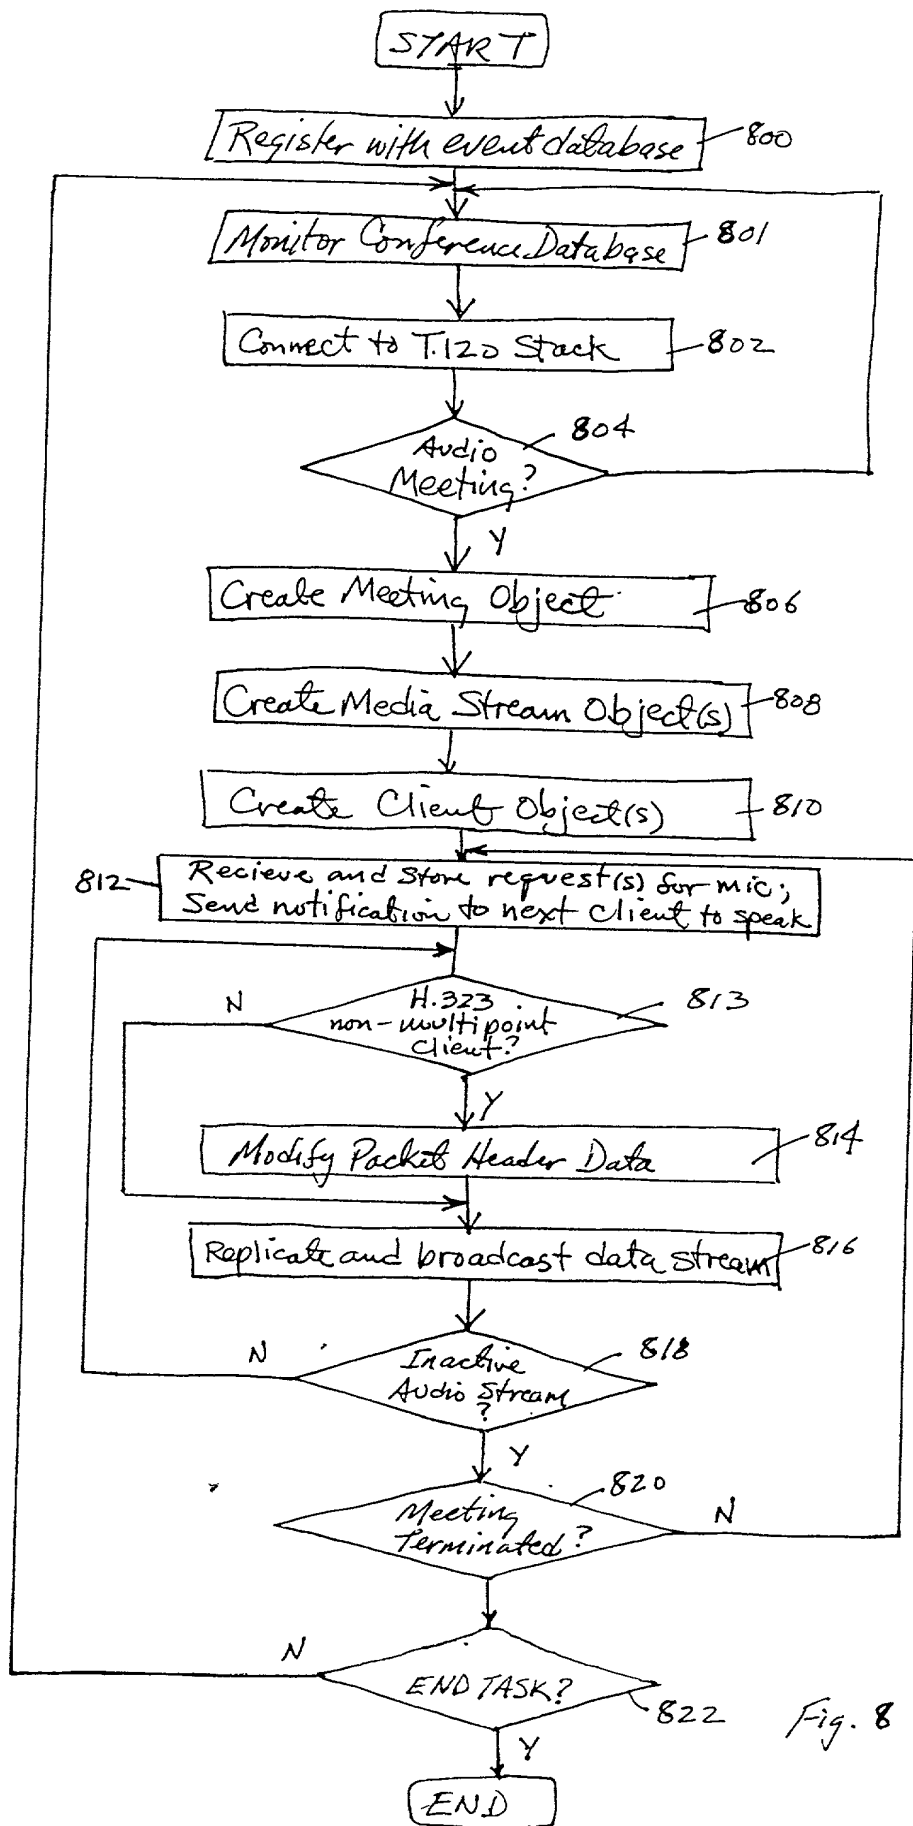 START
Register with event database
800
Monitor Conference Database
801
Connect to T.120 Stack
802
Audio
Meeting?
804
Y
Create Meeting Object
806
Create Media Stream Object(s)
808
Create Client Object(s)
810
812
Recieve and store request(s) for mic;
Send notification to next client to speak
H.323
non-multipoint
client?
813
N
Y
Modify Packet Header Data
814
Replicate and broadcast data stream
816
Inactive
Audio Stream
?
818
N
Y
Meeting
Terminated?
820
N
END TASK?
822
N
Y
END
Fig. 8